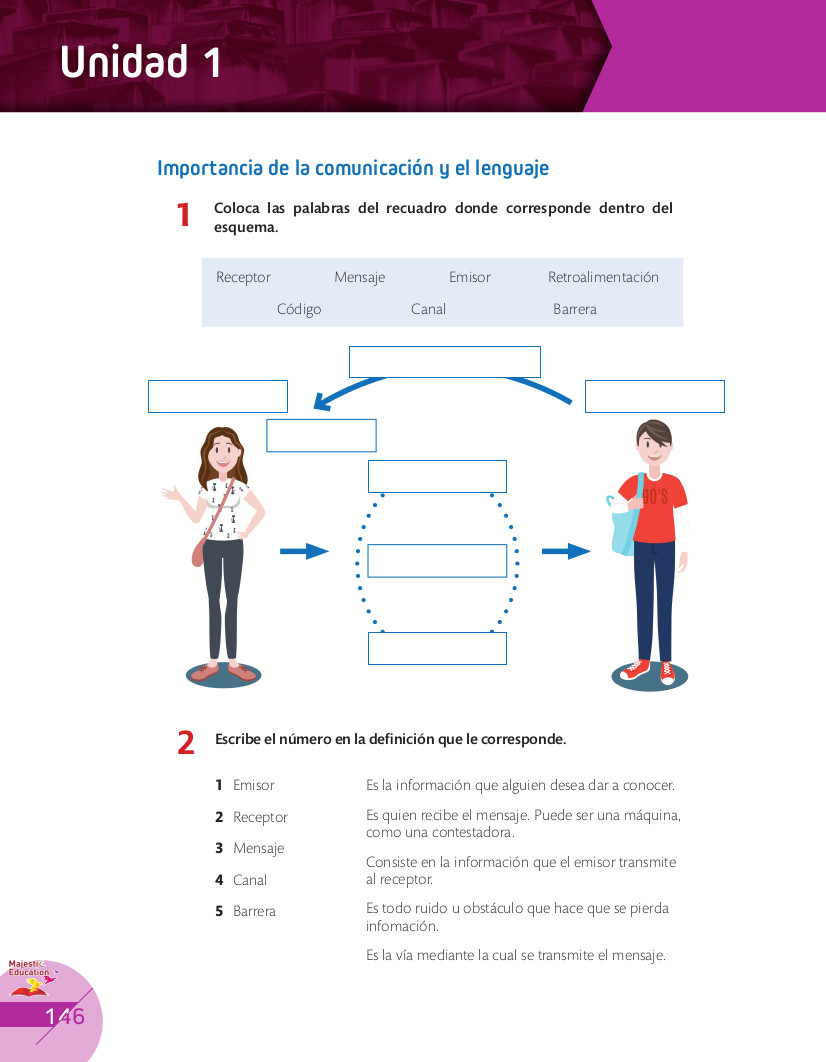 Unidad 1
Importancia de la comunicación y el lenguaje
1 Coloca las palabras del recuadro donde corresponde dentro del
esquema.
Receptor Mensaje Emisor Retroalimentación
Código Canal Barrera
90'S
2 Escribe el número en la definición que le corresponde.
1 Emisor
2 Receptor
3 Mensaje
4 Canal
5 Barrera
Es la información que alguien desea dar a conocer.
Es quien recibe el mensaje. Puede ser una máquina,
como una contestadora.
Consiste en la información que el emisor transmite
al receptor.
Es todo ruido u obstáculo que hace que se pierda
infomación.
Es la vía mediante la cual se transmite el mensaje.
Majestic
Education
146